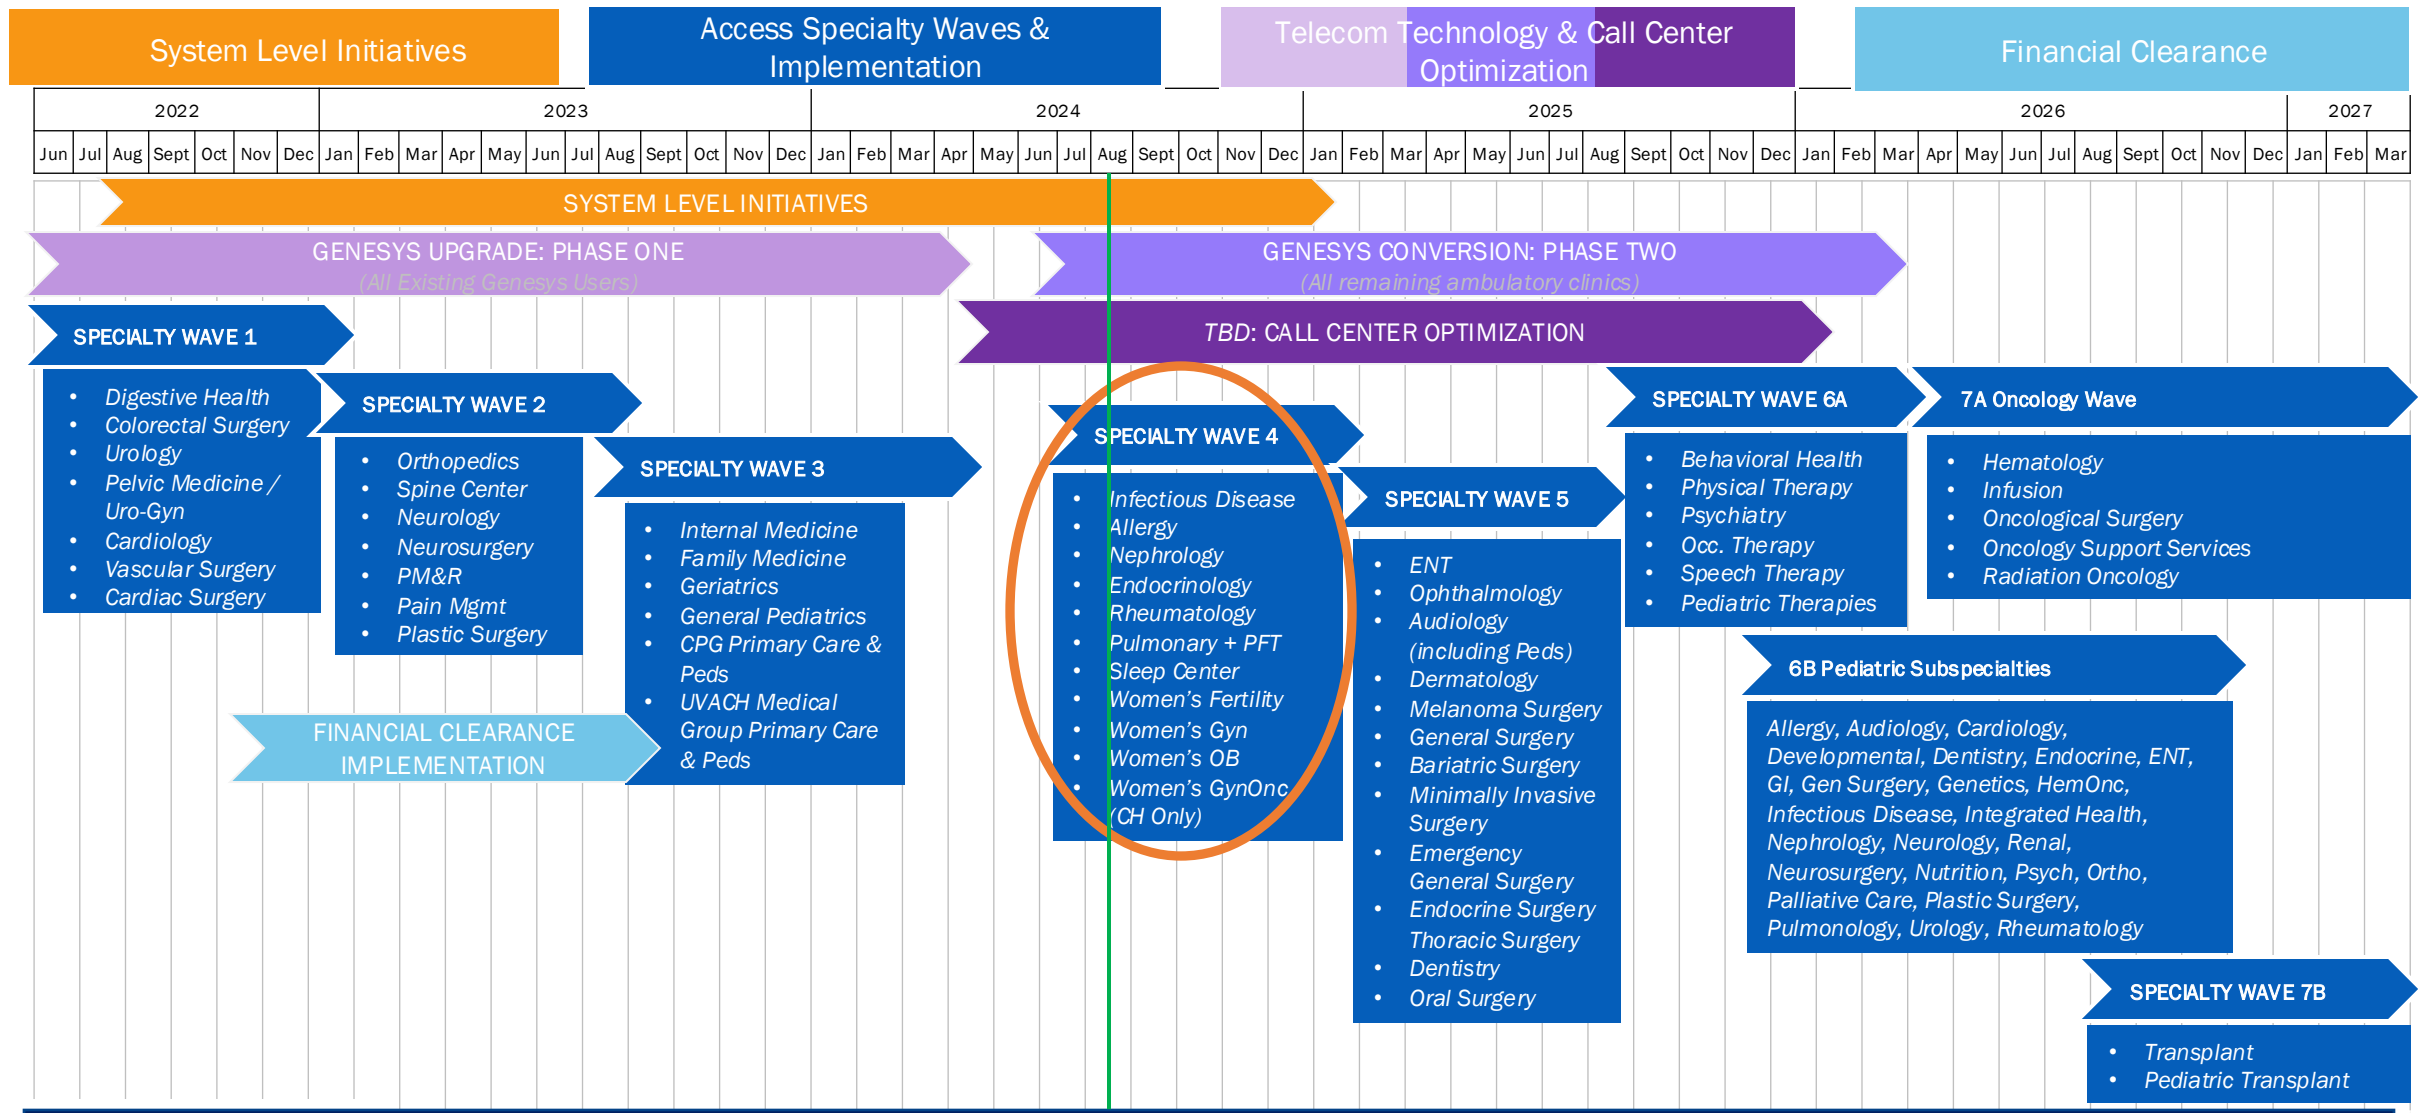 System Level Initiatives
Access Specialty Waves &
Implementation
Telecom Technology & Call Center
Optimization
Financial Clearance
2022 2023 2024 2025 2026 2027
Jun Jul Aug Sept Oct Nov Dec Jan Feb Mar Apr May Jun Jul Aug Sept Oct Nov Dec Jan Feb Mar Apr May Jun Jul Aug Sept Oct Nov Dec Jan Feb Mar Apr May Jun Jul Aug Sept Oct Nov Dec Jan Feb Mar Apr May Jun Jul Aug Sept Oct Nov Dec Jan Feb Mar
SYSTEM LEVEL INITIATIVES
GENESYS UPGRADE: PHASE ONE
(All Existing Genesys Users)
GENESYS CONVERSION: PHASE TWO
(All remaining ambulatory clinics)
TBD: CALL CENTER OPTIMIZATION
SPECIALTY WAVE 1
• Digestive Health
• Colorectal Surgery
• Urology
• Pelvic Medicine /
Uro-Gyn
• Cardiology
• Vascular Surgery
• Cardiac Surgery
SPECIALTY WAVE 2
• Orthopedics
• Spine Center
• Neurology
• Neurosurgery
• PM&R
• Pain Mgmt
• Plastic Surgery
SPECIALTY WAVE 3
• Internal Medicine
• Family Medicine
• Geriatrics
• General Pediatrics
• CPG Primary Care &
Peds
• UVACH Medical
Group Primary Care
& Peds
FINANCIAL CLEARANCE
IMPLEMENTATION
SPECIALTY WAVE 4
• Infectious Disease
• Allergy
• Nephrology
• Endocrinology
• Rheumatology
• Pulmonary + PFT
• Sleep Center
• Women's Fertility
• Women's Gyn
• Women's OB
• Women's GynOnc
(CH Only)
SPECIALTY WAVE 5
• ENT
• Ophthalmology
• Audiology
(including Peds)
• Dermatology
• Melanoma Surgery
• General Surgery
• Bariatric Surgery
• Minimally Invasive
Surgery
• Emergency
General Surgery
• Endocrine Surgery
Thoracic Surgery
• Dentistry
• Oral Surgery
SPECIALTY WAVE 6A
• Behavioral Health
• Physical Therapy
• Psychiatry
• Occ. Therapy
• Speech Therapy
• Pediatric Therapies
7A Oncology Wave
• Hematology
• Infusion
• Oncological Surgery
• Oncology Support Services
• Radiation Oncology
6B Pediatric Subspecialties
Allergy, Audiology, Cardiology,
Developmental, Dentistry, Endocrine, ENT,
GI, Gen Surgery, Genetics, HemOnc,
Infectious Disease, Integrated Health,
Nephrology, Neurology, Renal,
Neurosurgery, Nutrition, Psych, Ortho,
Palliative Care, Plastic Surgery,
Pulmonology, Urology, Rheumatology
SPECIALTY WAVE 7B
• Transplant
• Pediatric Transplant